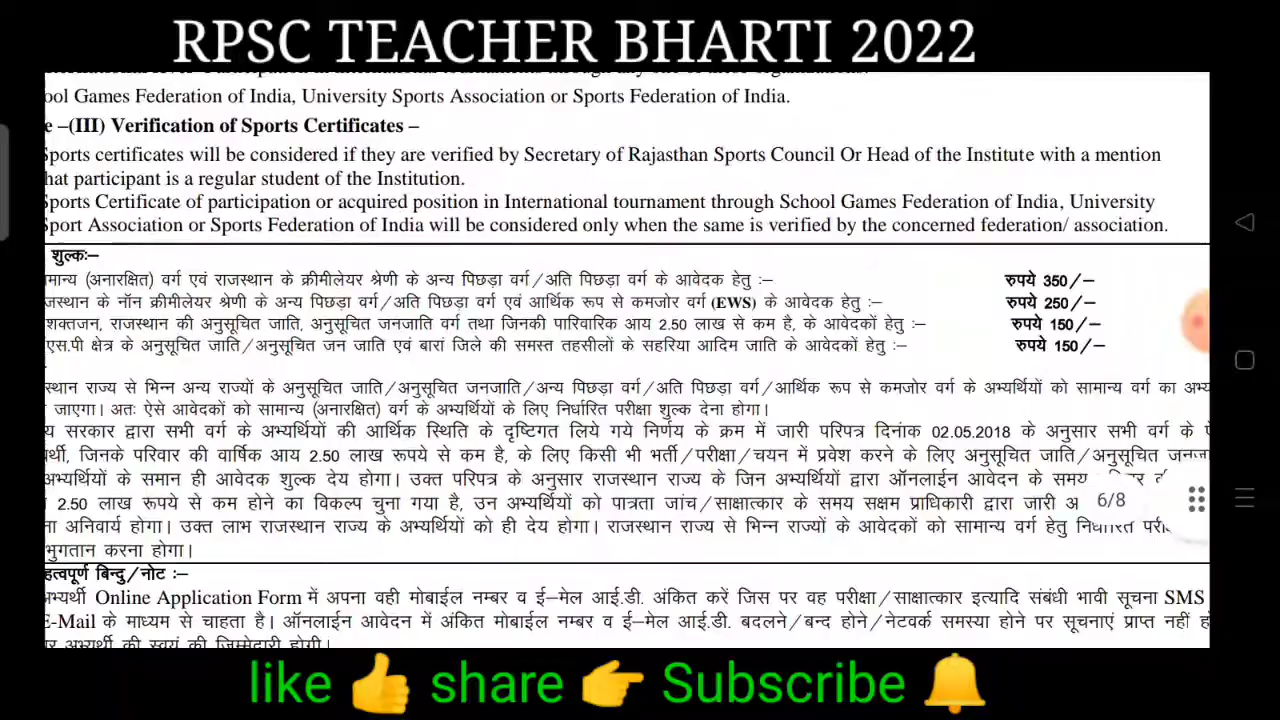 RPSC TEACHER BHARTI 2022
ool Games Federation of India, University Sports Association or Sports Federation of India.
e –(III) Verification of Sports Certificates –
Sports certificates will be considered if they are verified by Secretary of Rajasthan Sports Council Or Head of the Institute with a mention
hat participant is a regular student of the Institution.
Sports Certificate of participation or acquired position in International tournament through School Games Federation of India, University
Sport Association or Sports Federation of India will be considered only when the same is verified by the concerned federation/ association.
शुल्कः–
मान्य (अनारक्षित) वर्ग एवं राजस्थान के क्रीमीलेयर श्रेणी के अन्य पिछड़ा वर्ग/अति पिछड़ा वर्ग के आवेदक हेतु :– रुपये 350/–
जस्थान के नॉन क्रीमीलेयर श्रेणी के अन्य पिछड़ा वर्ग/अति पिछड़ा वर्ग एवं आर्थिक रूप से कमजोर वर्ग (EWS) के आवेदक हेतु :– रुपये 250/–
शक्तजन, राजस्थान की अनुसूचित जाति, अनुसूचित जनजाति वर्ग तथा जिनकी पारिवारिक आय 2.50 लाख से कम है, के आवेदकों हेतु :– रुपये 150/–
एस.पी क्षेत्र के अनुसूचित जाति/अनुसूचित जन जाति एवं बारां जिले की समस्त तहसीलों के सहरिया आदिम जाति के आवेदकों हेतु :– रुपये 150/–
स्थान राज्य से भिन्न अन्य राज्यों के अनुसूचित जाति/अनुसूचित जनजाति/अन्य पिछड़ा वर्ग/अति पिछड़ा वर्ग/आर्थिक रूप से कमजोर वर्ग के अभ्यर्थियों को सामान्य वर्ग का अभ्य
जाएगा। अतः ऐसे आवेदकों को सामान्य (अनारक्षित) वर्ग के अभ्यर्थियों के लिए निर्धारित परीक्षा शुल्क देना होगा।
य सरकार द्वारा सभी वर्ग के अभ्यर्थियों की आर्थिक स्थिति के दृष्टिगत लिये गये निर्णय के क्रम में जारी परिपत्र दिनांक 02.05.2018 के अनुसार सभी वर्ग के
र्थी, जिनके परिवार की वार्षिक आय 2.50 लाख रूपये से कम है, के लिए किसी भी भर्ती/परीक्षा/चयन में प्रवेश करने के लिए अनुसूचित जाति/अनुसूचित
अभ्यर्थियों के समान ही आवेदक शुल्क देय होगा। उक्त परिपत्र के अनुसार राजस्थान राज्य के जिन अभ्यर्थियों द्वारा ऑनलाईन आवेदन के समय
2.50 लाख रूपये से कम होने का विकल्प चुना गया है, उन अभ्यर्थियों को पात्रता जांच/साक्षात्कार के समय सक्षम प्राधिकारी द्वारा जारी 6/8
ना अनिवार्य होगा। उक्त लाभ राजस्थान राज्य के अभ्यर्थियों को ही देय होगा। राजस्थान राज्य से भिन्न राज्यों के आवेदकों को सामान्य वर्ग हेतु निर्धारित
भुगतान करना होगा।
हत्वपूर्ण बिन्दु/नोट :–
भ्यर्थी Online Application Form में अपना वही मोबाईल नम्बर व ई–मेल आई.डी. अंकित करें जिस पर वह परीक्षा/साक्षात्कार इत्यादि संबंधी भावी सूचना SMS
E-Mail के माध्यम से चाहता है। ऑनलाईन आवेदन में अंकित मोबाईल नम्बर व ई–मेल आई.डी. बदलने/बन्द होने/नेटवर्क समस्या होने पर सूचनाएं प्राप्त नहीं
अभ्यर्थी की स्वयं की जिम्मेदारी होगी।
like share Subscribe